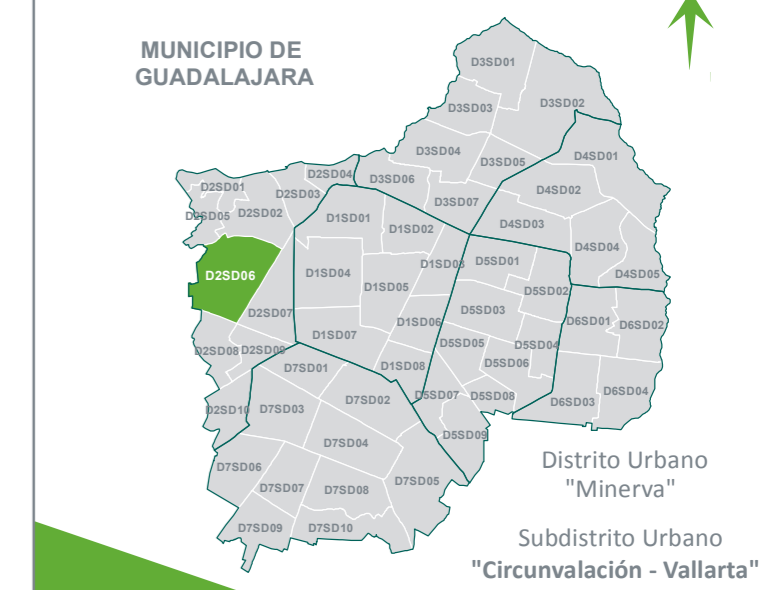 MUNICIPIO DE
GUADALAJARA
D3SD01
D3SD02
D3SD03
D3SD04
D4SD01
D3SD05
D2SD04
D3SD06
D2SD01
D4SD02
D2SD03
D3SD07
D2SD05
D2SD02
D1SD01
D4SD03
D1SD02
D4SD04
D5SD01
D1SD03
D1SD04
D2SD06
D4SD05
D1SD05
D5SD02
D5SD03
D2SD07
D1SD06
D6SD01
D6SD02
D1SD07
D5SD05
D5SD04
D2SD08
D2SD09
D5SD06
D1SD08
D7SD01
D6SD04
D5SD07
D5SD08
D7SD02
D6SD03
D2SD10
D7SD03
D5SD09
D7SD04
Distrito Urbano
"Minerva"
D7SD06
D7SD05
D7SD07
D7SD08
D7SD09
D7SD10
Subdistrito Urbano
"Circunvalación - Vallarta"